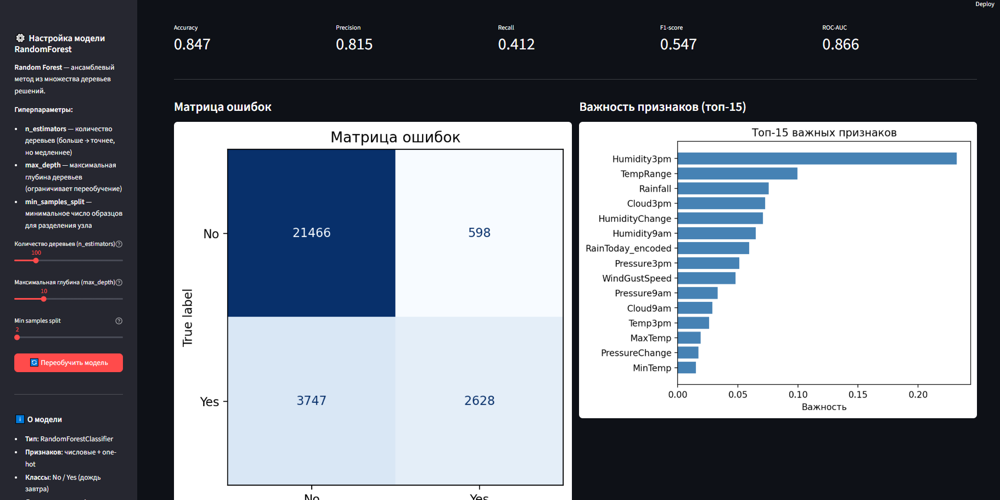 Deploy
Настройка модели
RandomForest
Random Forest — ансамблевый
метод из множества деревьев
решений.
Гиперпараметры:
n_estimators — количество
деревьев (больше → точнее,
но медленнее)
max_depth — максимальная
глубина деревьев
(ограничивает переобучение)
min_samples_split —
минимальное число образцов
для разделения узла
Количество деревьев (n_estimators)
100
Максимальная глубина (max_depth)
10
Min samples split
2
Переобучить модель
О модели
Тип: RandomForestClassifier
Признаков: числовые + one-
hot
Классы: No / Yes (дождь
завтра)
Accuracy
0.847
Precision
0.815
Recall
0.412
F1-score
0.547
ROC-AUC
0.866
Матрица ошибок
Матрица ошибок
True label
No
21466
598
Yes
3747
2628
No
Yes
Важность признаков (топ-15)
Топ-15 важных признаков
Humidity3pm
TempRange
Rainfall
Cloud3pm
HumidityChange
Humidity9am
RainToday_encoded
Pressure3pm
WindGustSpeed
Pressure9am
Cloud9am
Temp3pm
MaxTemp
PressureChange
MinTemp
0.00 0.05 0.10 0.15 0.20
Важность